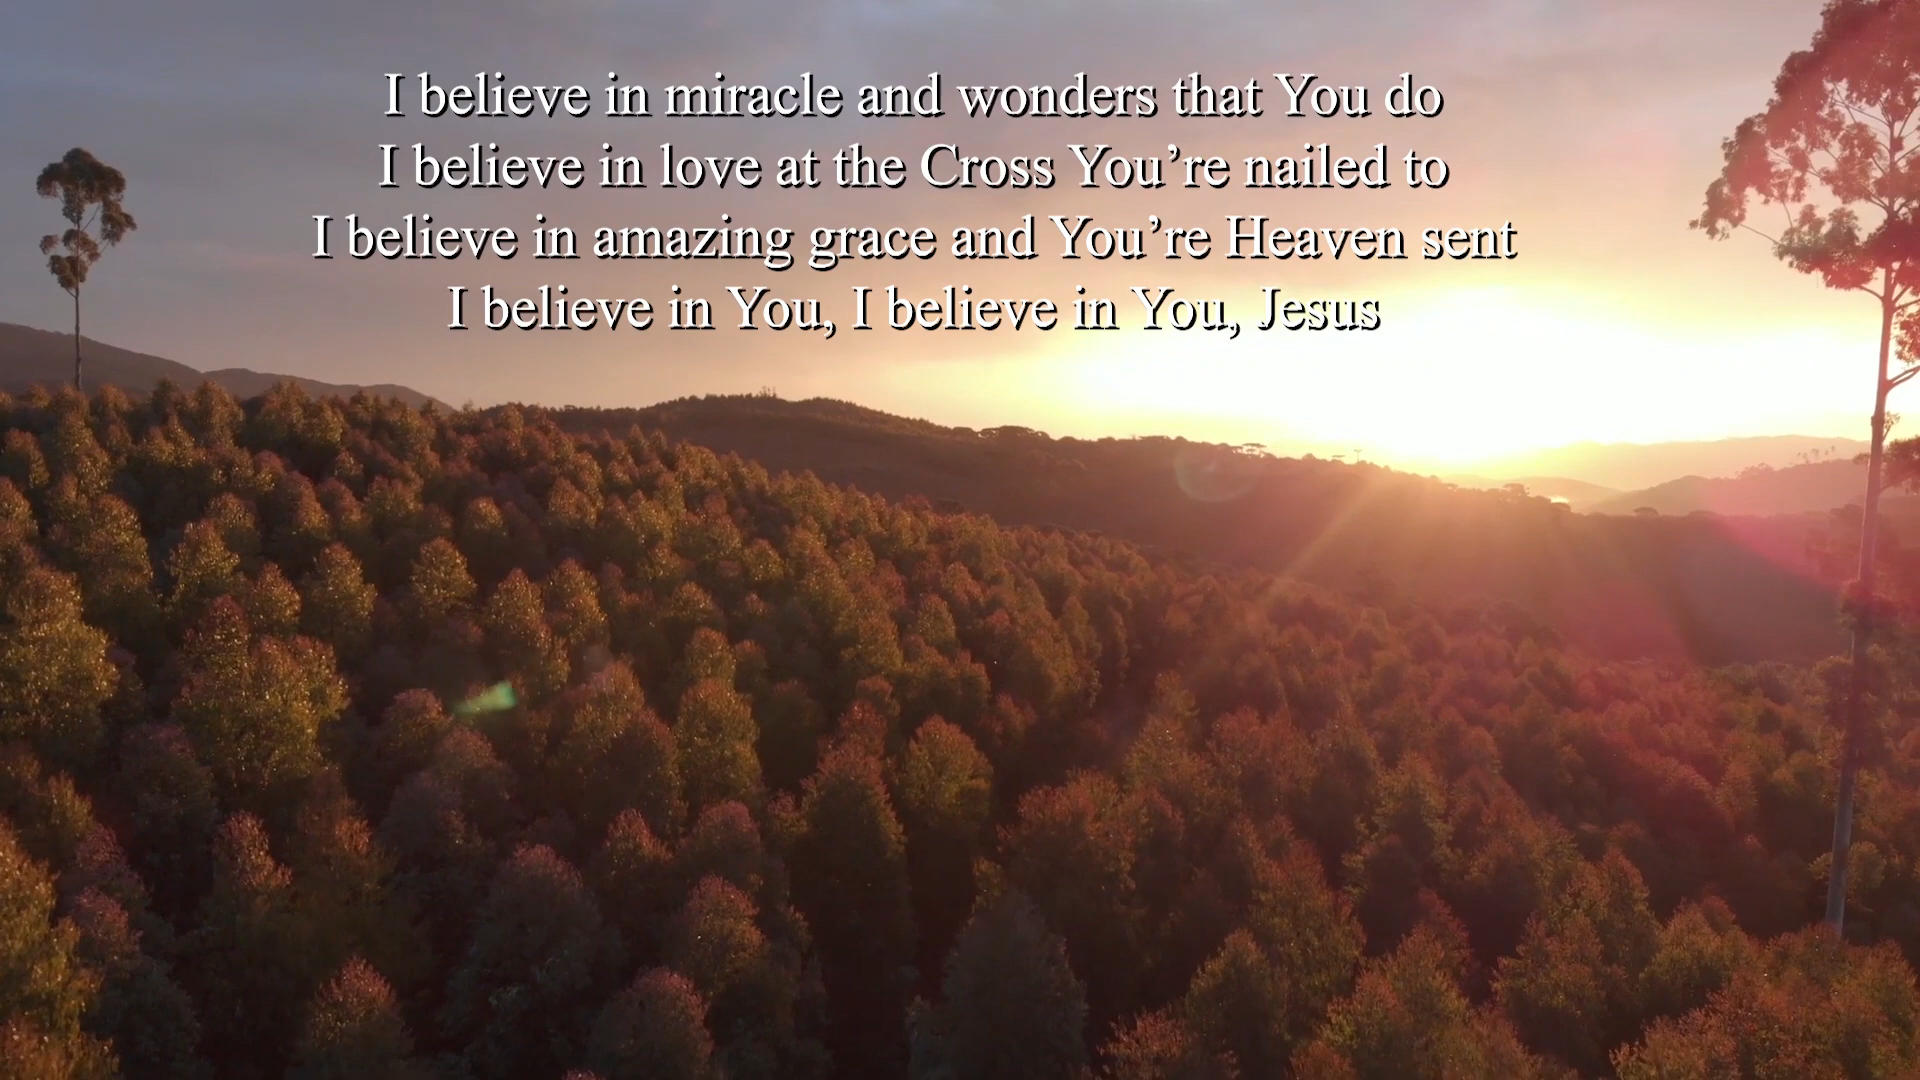 I believe in miracle and wonders that You do
I believe in love at the Cross You’re nailed to
I believe in amazing grace and You’re Heaven sent
I believe in You, I believe in You, Jesus